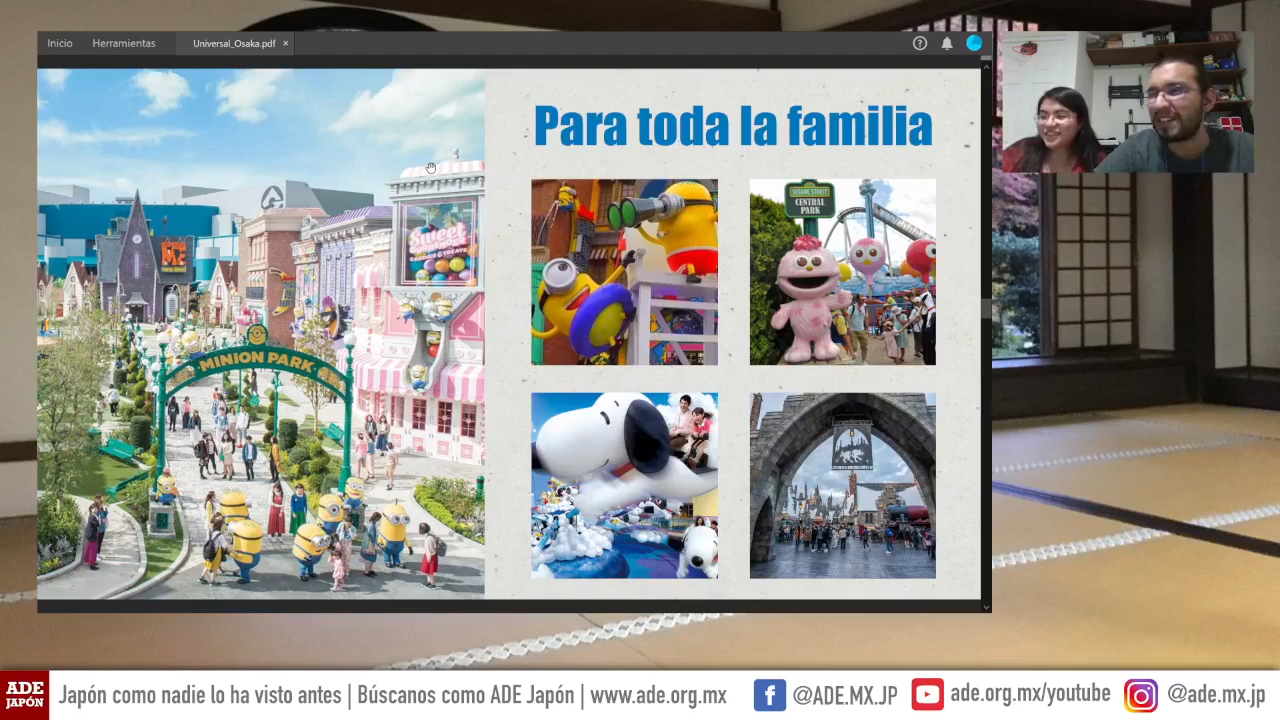 Inicio
Herramientas
Universal_Osaka.pdf ×
Para toda la familia
Sweet
ME
MINION PARK
SESAME STREET
CENTRAL
PARK
ADE
JAPÓN
Japón como nadie lo ha visto antes | Búscanos como ADE Japón | www.ade.org.mx
@ADE.MX.JP
ade.org.mx/youtube
@ade.mx.jp